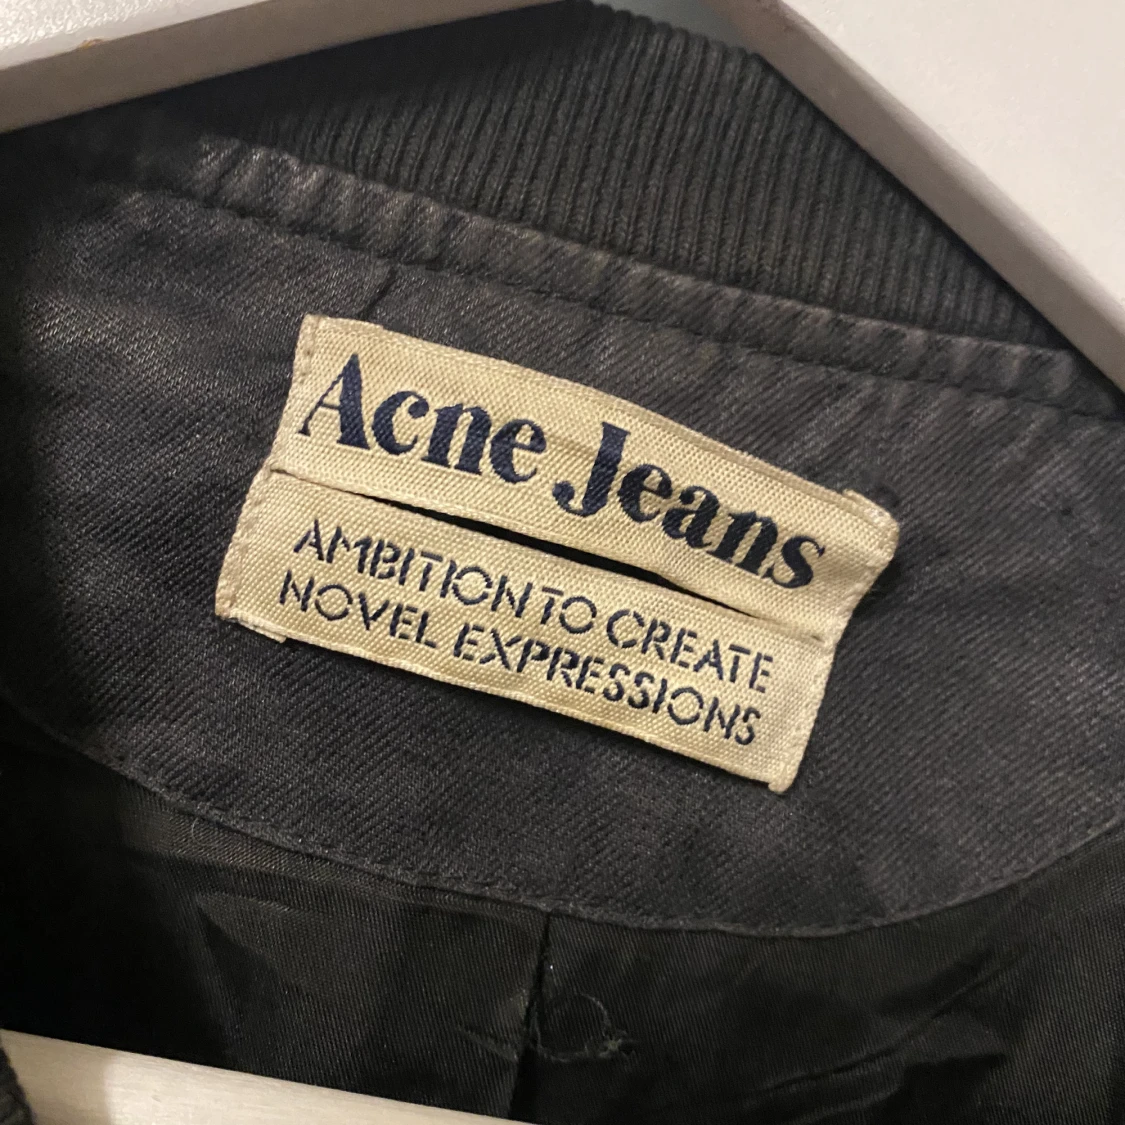 Acne Jeans
AMBITION TO CREATE
NOVEL EXPRESSIONS